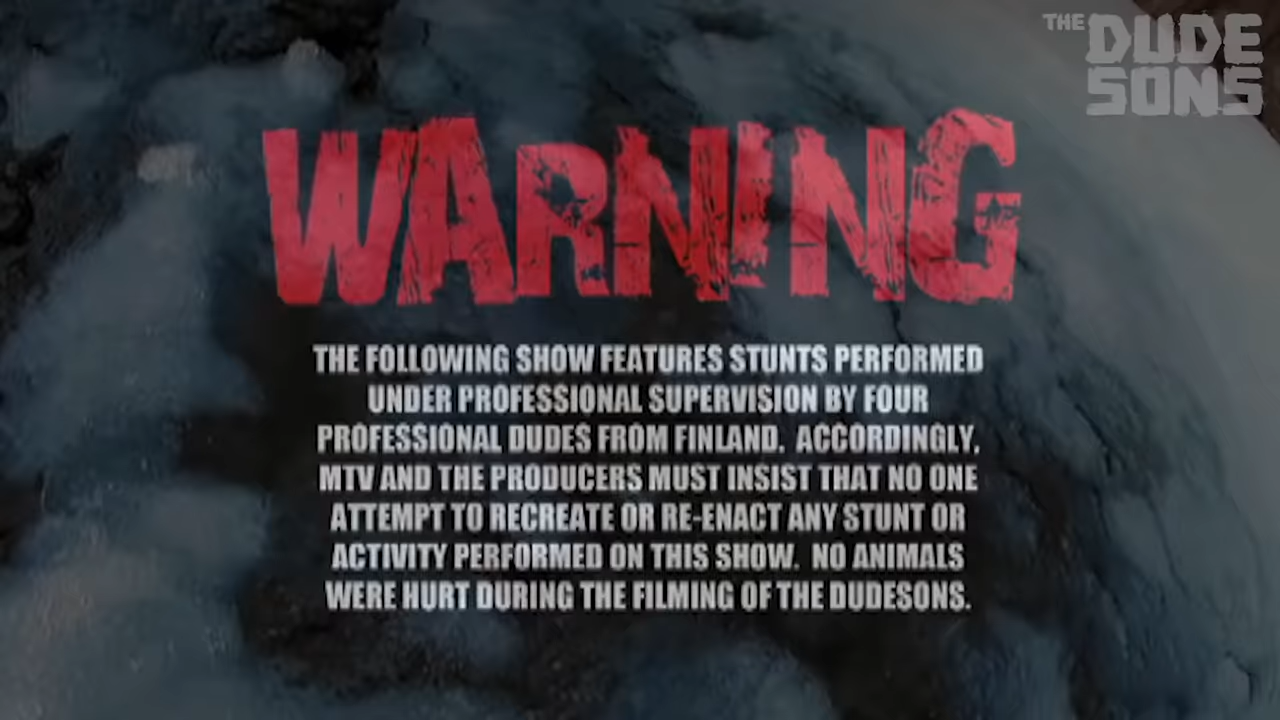 THE DUDE
SONS
WARNING
THE FOLLOWING SHOW FEATURES STUNTS PERFORMED
UNDER PROFESSIONAL SUPERVISION BY FOUR
PROFESSIONAL DUDES FROM FINLAND. ACCORDINGLY,
MTV AND THE PRODUCERS MUST INSIST THAT NO ONE
ATTEMPT TO RECREATE OR RE-ENACT ANY STUNT OR
ACTIVITY PERFORMED ON THIS SHOW. NO ANIMALS
WERE HURT DURING THE FILMING OF THE DUDESONS.